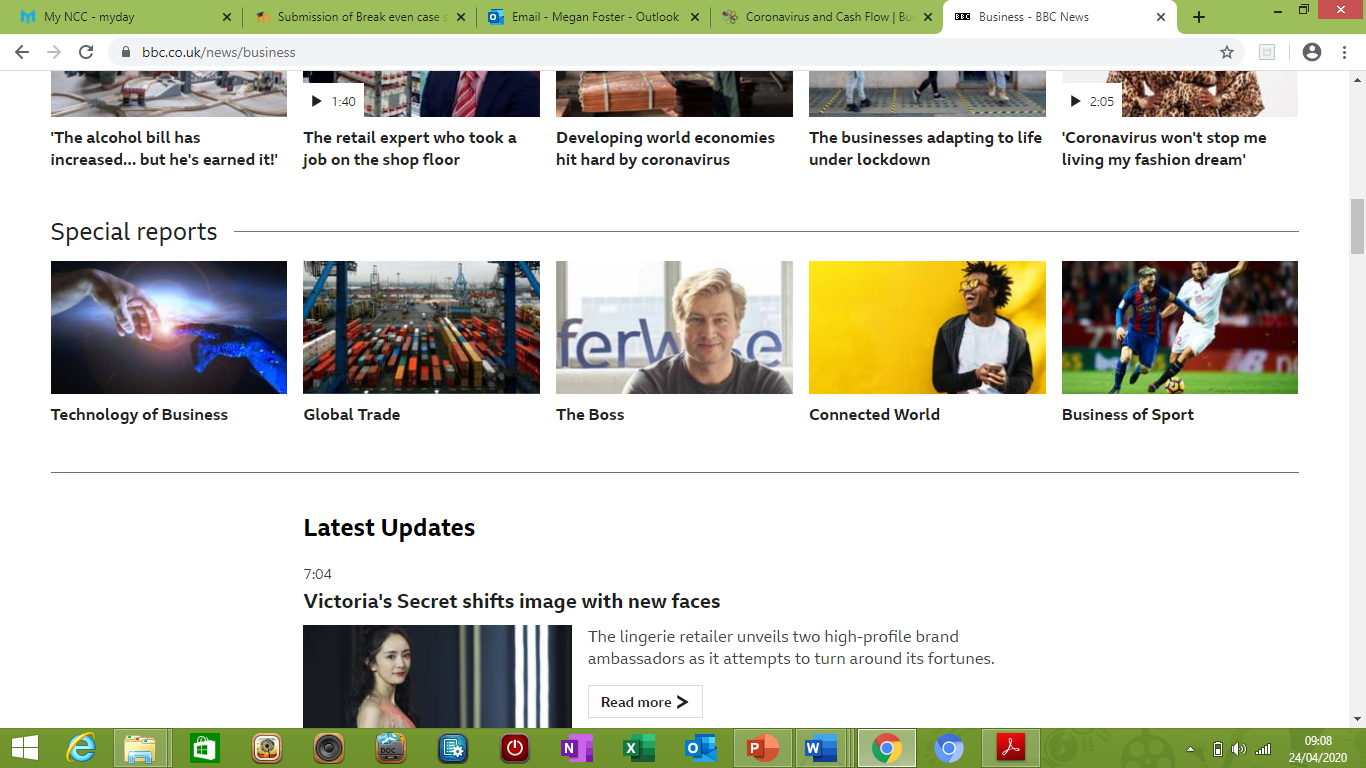 My NCC - myday
Submission of Break even case s
Email - Megan Foster - Outlook
Coronavirus and Cash Flow | Bu
BBC
Business - BBC News
bbc.co.uk/news/business
1:40
2:05
'The alcohol bill has
increased... but he's earned it!'
The retail expert who took a
job on the shop floor
Developing world economies
hit hard by coronavirus
The businesses adapting to life
under lockdown
'Coronavirus won't stop me
living my fashion dream'
Special reports
ferWise
Technology of Business
Global Trade
The Boss
Connected World
Business of Sport
Latest Updates
7:04
Victoria's Secret shifts image with new faces
The lingerie retailer unveils two high-profile brand
ambassadors as it attempts to turn around its fortunes.
Read more
DOC
09:08
24/04/2020